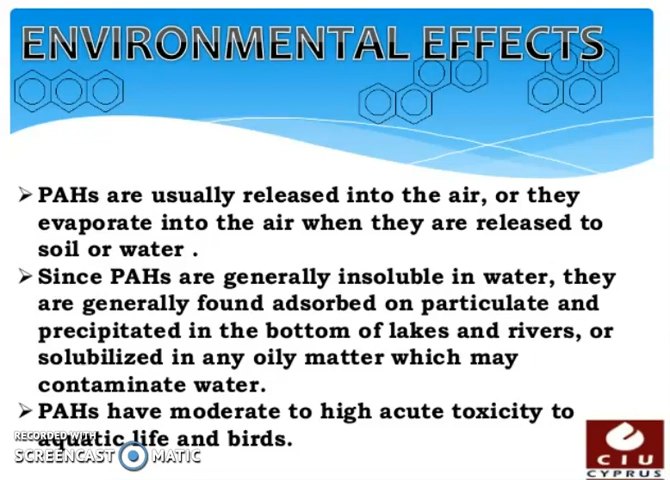 ENVIRONMENTAL EFFECTS
➢ PAHs are usually released into the air, or they
evaporate into the air when they are released to
soil or water .
➢ Since PAHs are generally insoluble in water, they
are generally found adsorbed on particulate and
precipitated in the bottom of lakes and rivers, or
solubilized in any oily matter which may
contaminate water.
➢ PAHs have moderate to high acute toxicity to
aquatic life and birds.
RECORDED WITH
SCREENCAST MATIC
CIU
CYPRUS